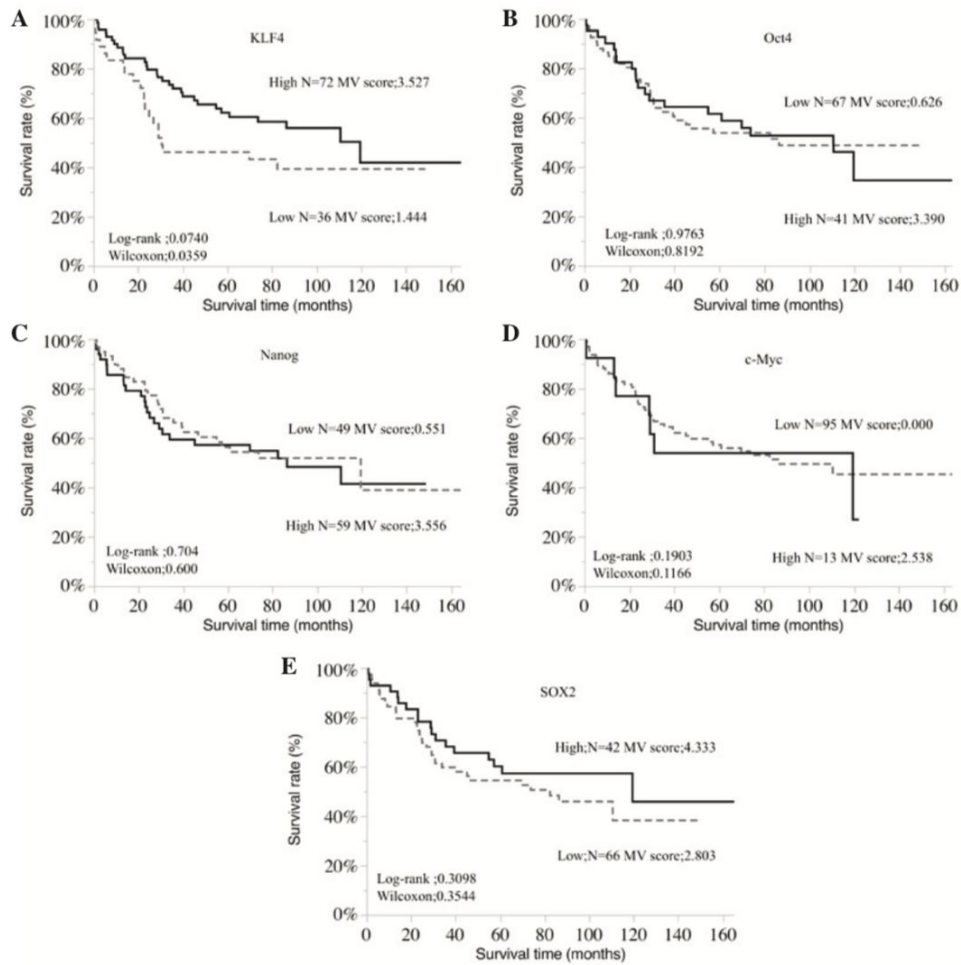 A
KLF4
High N=72 MV score;3.527
Low N=36 MV score;1.444
Log-rank ;0.0740
Wilcoxon;0.0359
Survival rate (%)
100%
80%
60%
40%
20%
0%
0 20 40 60 80 100 120 140 160
Survival time (months)
B
Oct4
Low N=67 MV score;0.626
High N=41 MV score;3.390
Log-rank ;0.9763
Wilcoxon;0.8192
Survival rate (%)
100%
80%
60%
40%
20%
0%
0 20 40 60 80 100 120 140 160
Survival time (months)
C
Nanog
Low N=49 MV score;0.551
High N=59 MV score;3.556
Log-rank ;0.704
Wilcoxon;0.600
Survival rate (%)
100%
80%
60%
40%
20%
0%
0 20 40 60 80 100 120 140 160
Survival time (months)
D
c-Myc
Low N=95 MV score;0.000
High N=13 MV score;2.538
Log-rank ;0.1903
Wilcoxon;0.1166
Survival rate (%)
100%
80%
60%
40%
20%
0%
0 20 40 60 80 100 120 140 160
Survival time (months)
E
SOX2
High;N=42 MV score;4.333
Low;N=66 MV score;2.803
Log-rank ;0.3098
Wilcoxon;0.3544
Survival rate (%)
100%
80%
60%
40%
20%
0%
0 20 40 60 80 100 120 140 160
Survival time (months)